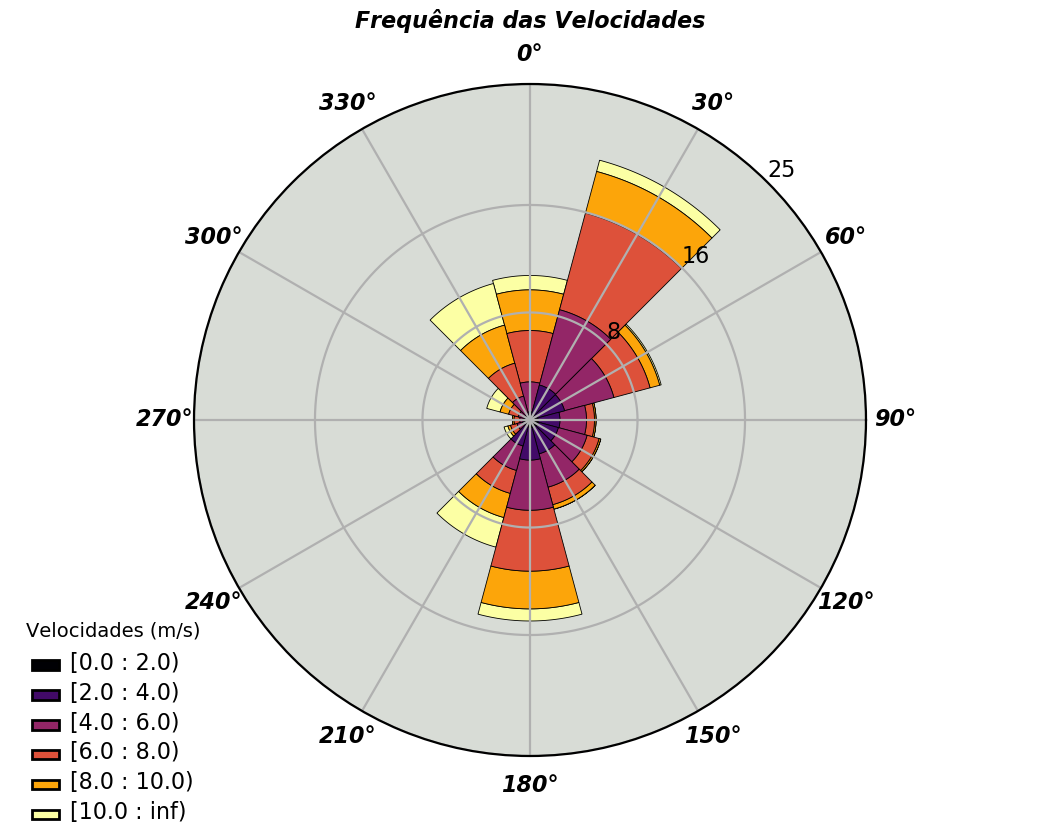 Frequência das Velocidades
0°
330°
30°
25
300°
60°
16
8
270°
90°
240°
120°
210°
150°
180°
Velocidades (m/s)
[0.0 : 2.0)
[2.0 : 4.0)
[4.0 : 6.0)
[6.0 : 8.0)
[8.0 : 10.0)
[10.0 : inf)